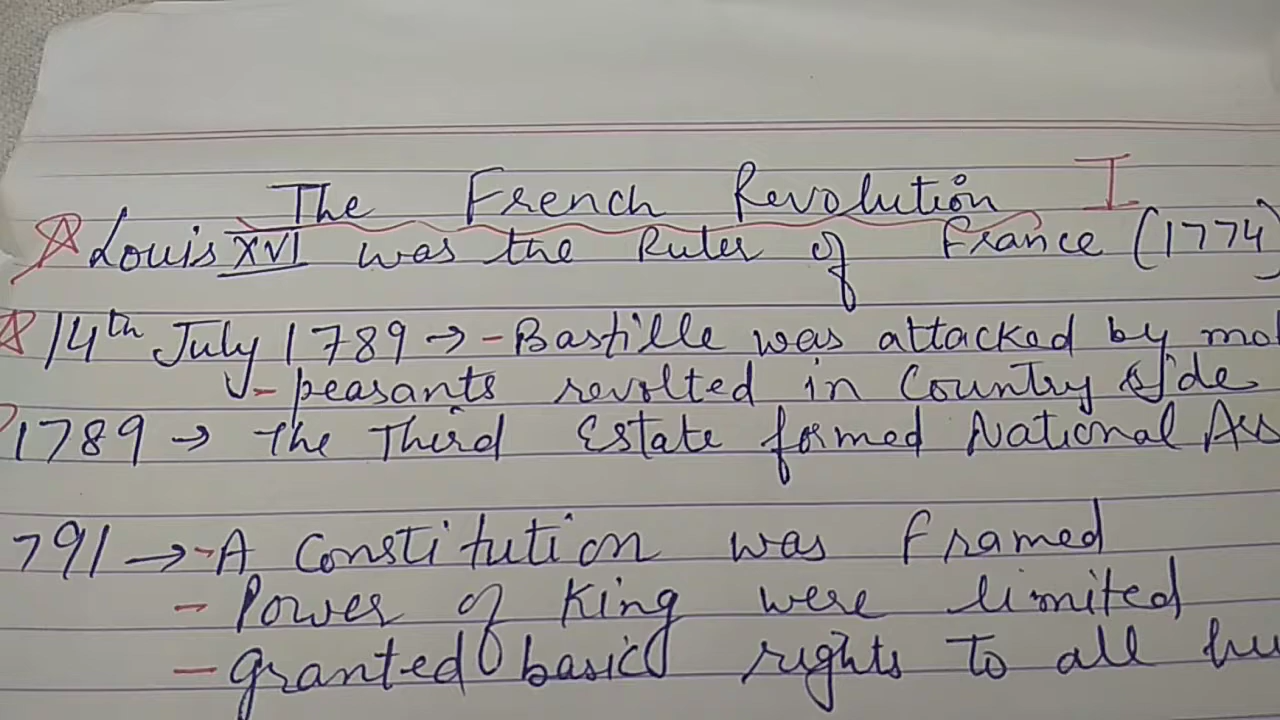 The French Revolution I
Louis XVI was the Ruler of France (1774)
14th July 1789 → - Bastille was attacked by
- peasants revolted in Country Side
1789 → the Third Estate formed National
791 → - A Constitution was framed
- Power of King were limited
- granted basic rights to all